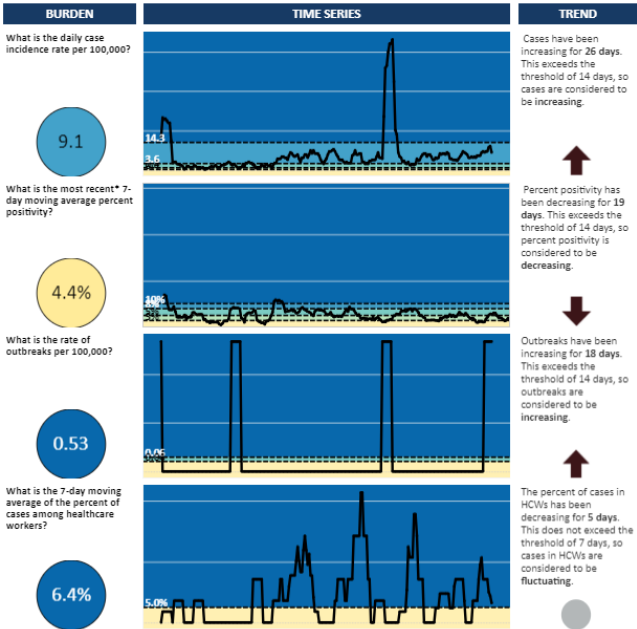 BURDEN
TIME SERIES
TREND
What is the daily case
incidence rate per 100,000?
9.1
14.3
3.6
Cases have been
increasing for 26 days.
This exceeds the
threshold of 14 days, so
cases are considered to
be increasing.
What is the most recent* 7-
day moving average percent
positivity?
4.4%
10%
Percent positivity has
been decreasing for 19
days. This exceeds the
threshold of 14 days, so
percent positivity is
considered to be
decreasing.
What is the rate of
outbreaks per 100,000?
0.53
0.06
Outbreaks have been
increasing for 18 days.
This exceeds the
threshold of 14 days, so
outbreaks are
considered to be
increasing.
What is the 7-day moving
average of the percent of
cases among healthcare
workers?
6.4%
5.0%
The percent of cases in
HCWs has been
decreasing for 5 days.
This does not exceed the
threshold of 7 days, so
cases in HCWs are
considered to be
fluctuating.